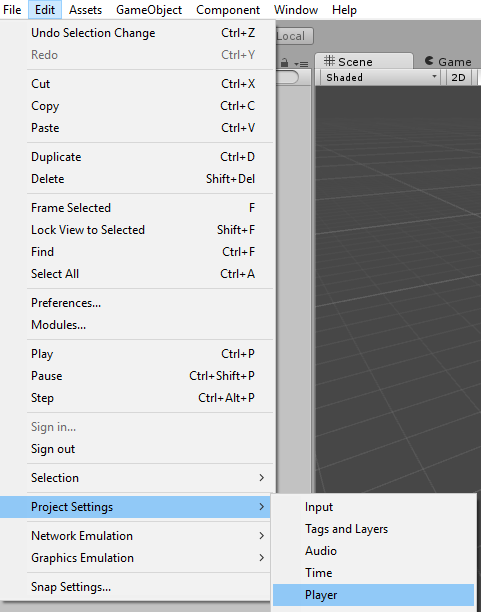 File Edit Assets GameObject Component Window Help
Undo Selection Change Ctrl+Z
Redo Ctrl+Y
Local
Scene Game
Shaded 2D
Cut Ctrl+X
Copy Ctrl+C
Paste Ctrl+V
Duplicate Ctrl+D
Delete Shift+Del
Frame Selected F
Lock View to Selected Shift+F
Find Ctrl+F
Select All Ctrl+A
Preferences...
Modules...
Play Ctrl+P
Pause Ctrl+Shift+P
Step Ctrl+Alt+P
Sign in...
Sign out
Selection
Project Settings
Network Emulation
Graphics Emulation
Snap Settings...
Input
Tags and Layers
Audio
Time
Player